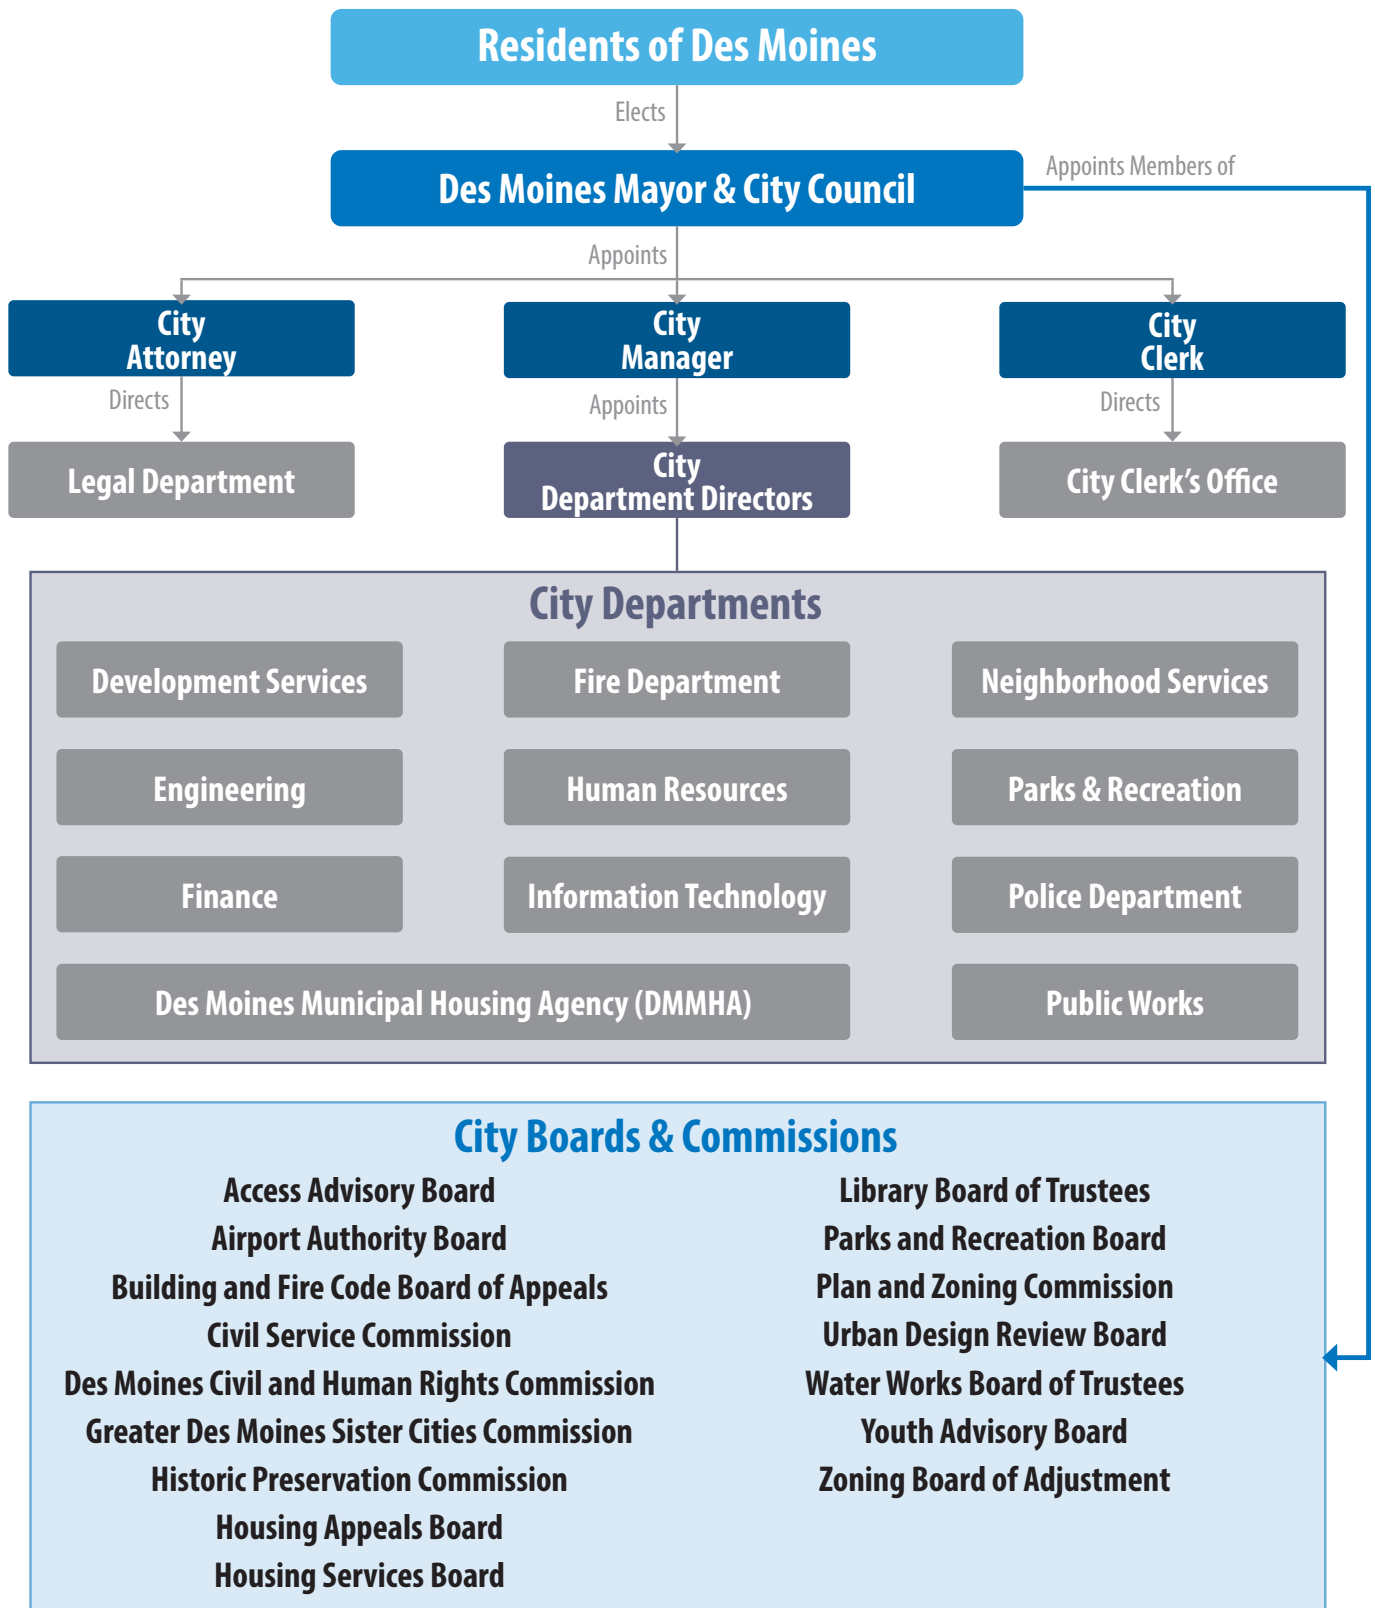 Residents of Des Moines
Elects
Des Moines Mayor & City Council
Appoints Members of
Appoints
City
Attorney
City
Manager
City
Clerk
Directs
Appoints
Directs
Legal Department
City
Department Directors
City Clerk's Office
City Departments
Development Services
Fire Department
Neighborhood Services
Engineering
Human Resources
Parks & Recreation
Finance
Information Technology
Police Department
Des Moines Municipal Housing Agency (DMMHA)
Public Works
City Boards & Commissions
Access Advisory Board
Airport Authority Board
Building and Fire Code Board of Appeals
Civil Service Commission
Des Moines Civil and Human Rights Commission
Greater Des Moines Sister Cities Commission
Historic Preservation Commission
Housing Appeals Board
Housing Services Board
Library Board of Trustees
Parks and Recreation Board
Plan and Zoning Commission
Urban Design Review Board
Water Works Board of Trustees
Youth Advisory Board
Zoning Board of Adjustment